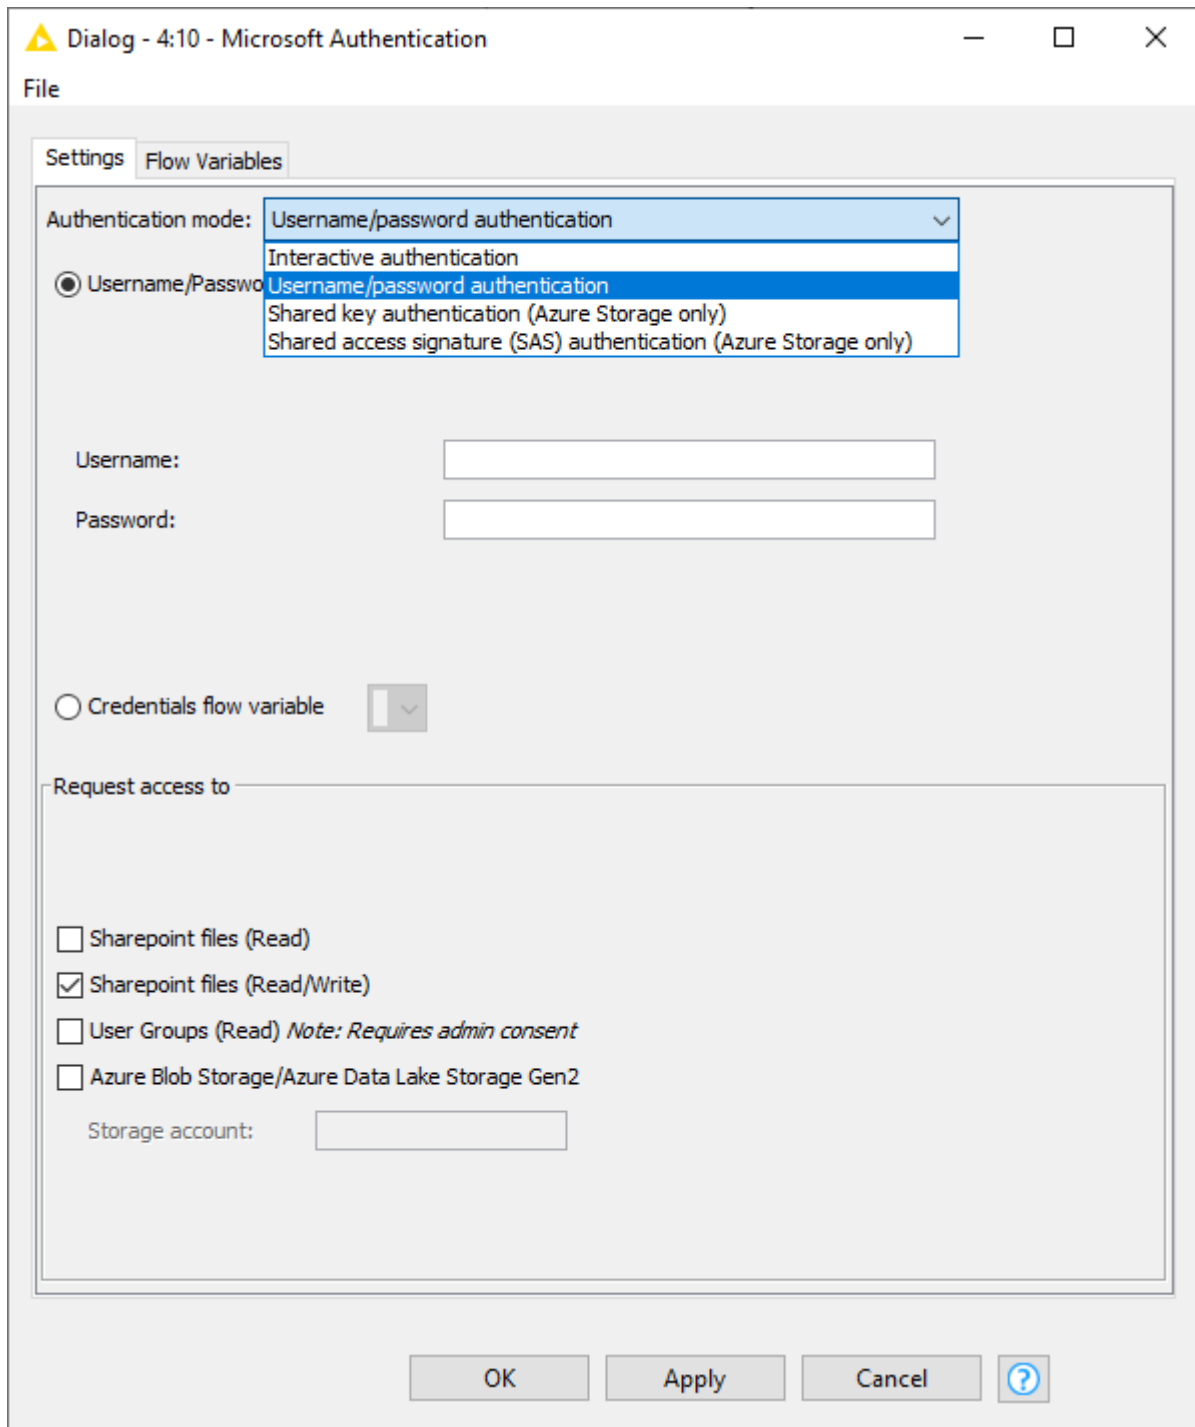 Dialog - 4:10 - Microsoft Authentication
File
Settings
Flow Variables
Authentication mode: Username/password authentication
Interactive authentication
Username/Passwo Username/password authentication
Shared key authentication (Azure Storage only)
Shared access signature (SAS) authentication (Azure Storage only)
Username:
Password:
Credentials flow variable
Request access to
Sharepoint files (Read)
Sharepoint files (Read/Write)
User Groups (Read) Note: Requires admin consent
Azure Blob Storage/Azure Data Lake Storage Gen2
Storage account:
OK
Apply
Cancel
?